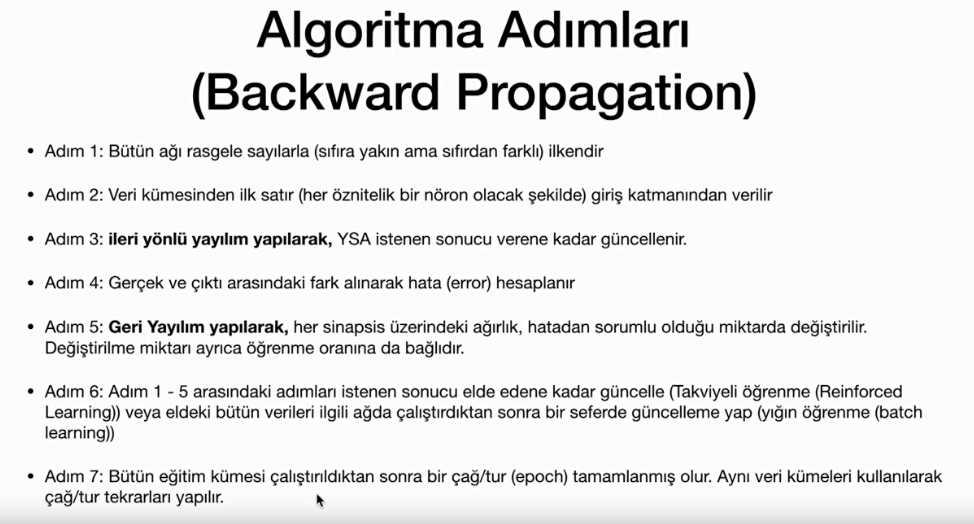 Algoritma Adımları
(Backward Propagation)
• Adım 1: Bütün ağı rasgele sayılarla (sıfıra yakın ama sıfırdan farklı) ilkendir
• Adım 2: Veri kümesinden ilk satır (her öznitelik bir nöron olacak şekilde) giriş katmanından verilir
• Adım 3: ileri yönlü yayılım yapılarak, YSA istenen sonucu verene kadar güncellenir.
• Adım 4: Gerçek ve çıktı arasındaki fark alınarak hata (error) hesaplanır
• Adım 5: Geri Yayılım yapılarak, her sinapsis üzerindeki ağırlık, hatadan sorumlu olduğu miktarda değiştirilir.
Değiştirilme miktarı ayrıca öğrenme oranına da bağlıdır.
• Adım 6: Adım 1 - 5 arasındaki adımları istenen sonucu elde edene kadar güncelle (Takviyeli öğrenme (Reinforced
Learning)) veya eldeki bütün verileri ilgili ağda çalıştırdıktan sonra bir seferde güncelleme yap (yığın öğrenme (batch
learning))
• Adım 7: Bütün eğitim kümesi çalıştırıldıktan sonra bir çağ/tur (epoch) tamamlanmış olur. Aynı veri kümeleri kullanılarak
çağ/tur tekrarları yapılır.